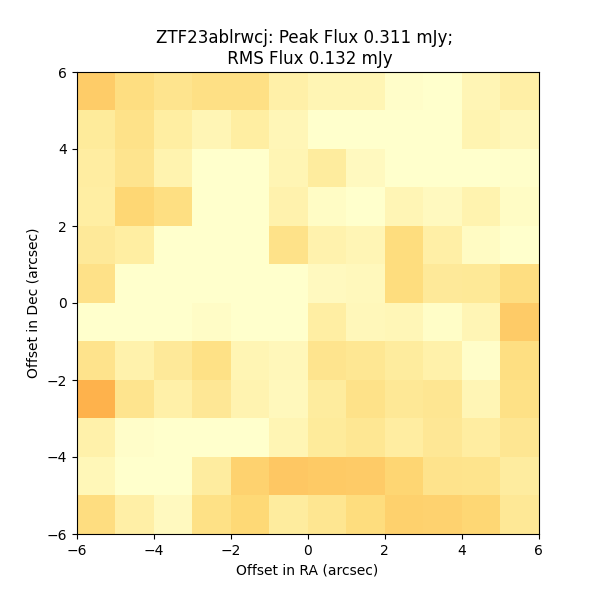 ZTF23ablrwcj: Peak Flux 0.311 mJy;
RMS Flux 0.132 mJy
6
4
2
0
−2
−4
−6
Offset in Dec (arcsec)
−6 −4 −2 0 2 4 6
Offset in RA (arcsec)